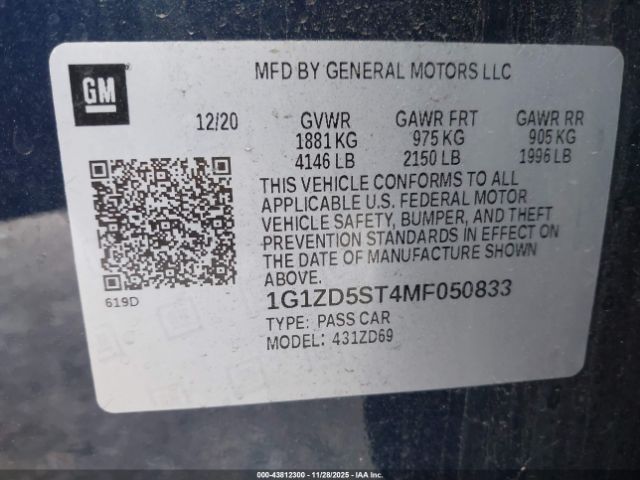 GM
MFD BY GENERAL MOTORS LLC
12/20 GVWR GAWR FRT GAWR RR
1881 KG 975 KG 905 KG
4146 LB 2150 LB 1996 LB
THIS VEHICLE CONFORMS TO ALL
APPLICABLE U.S. FEDERAL MOTOR
VEHICLE SAFETY, BUMPER, AND THEFT
PREVENTION STANDARDS IN EFFECT ON
THE DATE OF MANUFACTURE SHOWN
ABOVE.
619D
1G1ZD5ST4MF050833
TYPE: PASS CAR
MODEL: 431ZD69
000-43812300 - 11/28/2025 - IAAI.COM